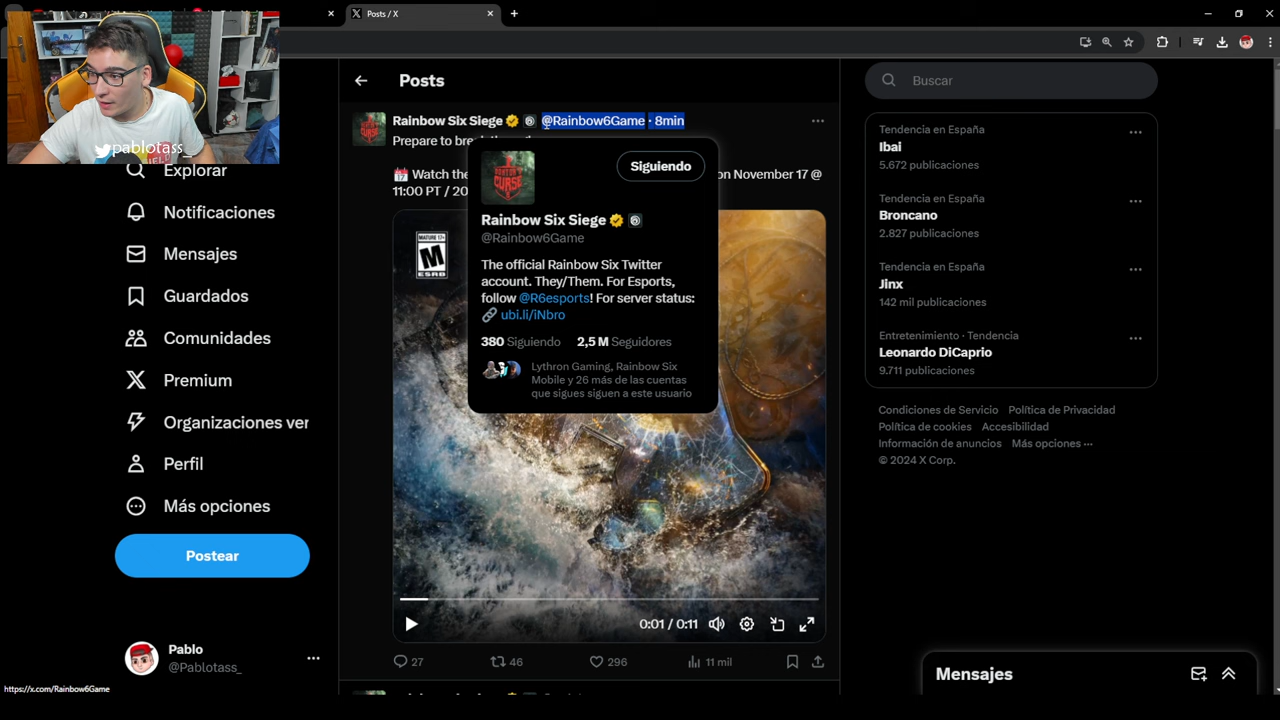 Posts / X
pablotass_
Explorar
Notificaciones
Mensajes
Guardados
Comunidades
Premium
Organizaciones ver
Perfil
Más opciones
Postear
Pablo
@Pablotass_
https://x.com/Rainbow6Game
Posts
Rainbow Six Siege @Rainbow6Game · 8min
Prepare to
Watch the
on November 17 @
11:00 PT / 20
MATURE 17+
M
ESRB
CURSE
Siguiendo
Rainbow Six Siege
@Rainbow6Game
The official Rainbow Six Twitter
account. They/Them. For Esports,
follow @R6esports! For server status:
ubi.li/iNbro
380 Siguiendo 2,5 M Seguidores
Lythron Gaming, Rainbow Six
Mobile y 26 más de las cuentas
que sigues siguen a este usuario
0:01 / 0:11
27 46 296 11 mil
Buscar
Tendencia en España
Ibai
5.672 publicaciones
Tendencia en España
Broncano
2.827 publicaciones
Tendencia en España
Jinx
142 mil publicaciones
Entretenimiento · Tendencia
Leonardo DiCaprio
9.711 publicaciones
Condiciones de Servicio Política de Privacidad
Política de cookies Accesibilidad
Información de anuncios Más opciones ···
© 2024 X Corp.
Mensajes